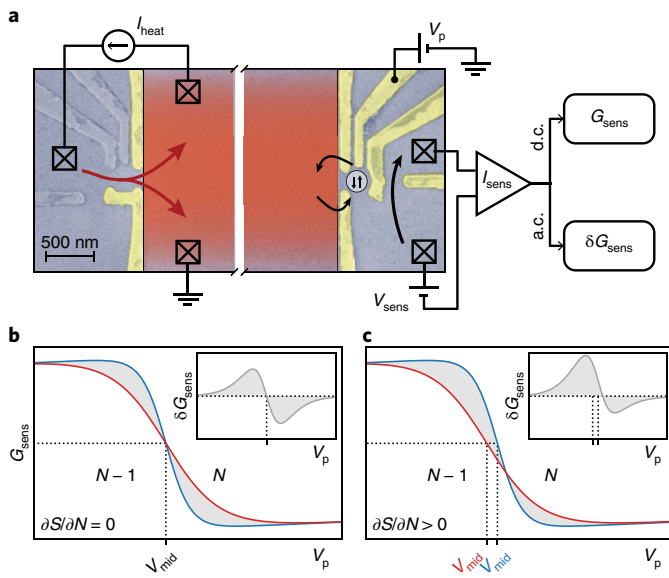 a
I_heat
V_p
500 nm
I_sens
d.c.
G_sens
a.c.
δG_sens
V_sens
b
G_sens
δG_sens
V_p
N − 1
N
∂S/∂N = 0
V_mid
V_p
c
δG_sens
V_p
N − 1
N
∂S/∂N > 0
V_mid
V_mid
V_p